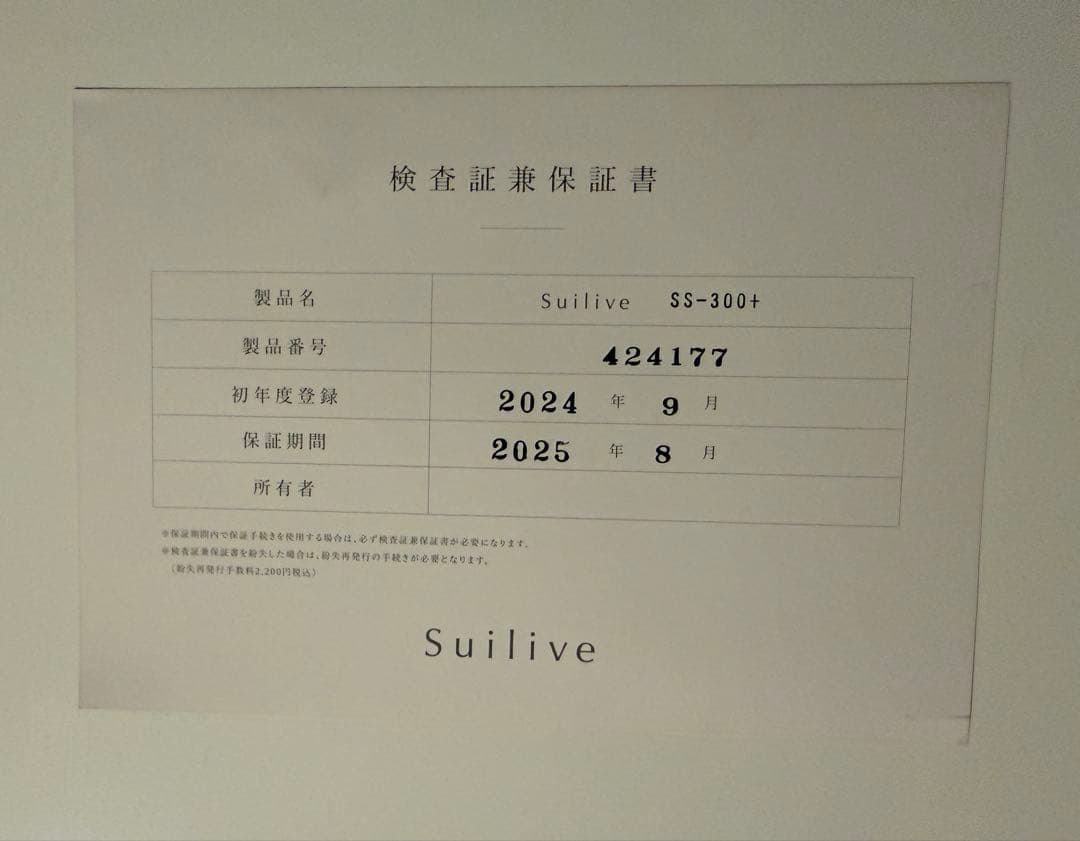 検査証兼保証書
製品名 Suilive SS-300+
製品番号 424177
初年度登録 2024 年 9 月
保証期間 2025 年 8 月
所有者
※保証期間内で保証手続きを使用する場合は、必ず検査証兼保証書が必要になります。
※検査証兼保証書を紛失した場合は、紛失再発行の手続きが必要となります。
（紛失再発行手数料2,200円税込）
Suilive